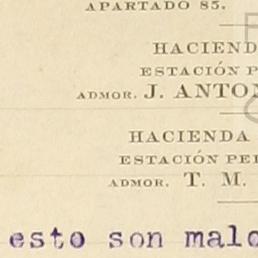 APARTADO 85.
HACIEND
ESTACIÓN P
ADMOR. J. ANTON
HACIENDA
ESTACIÓN PE
ADMOR. T. M.
esto son malo